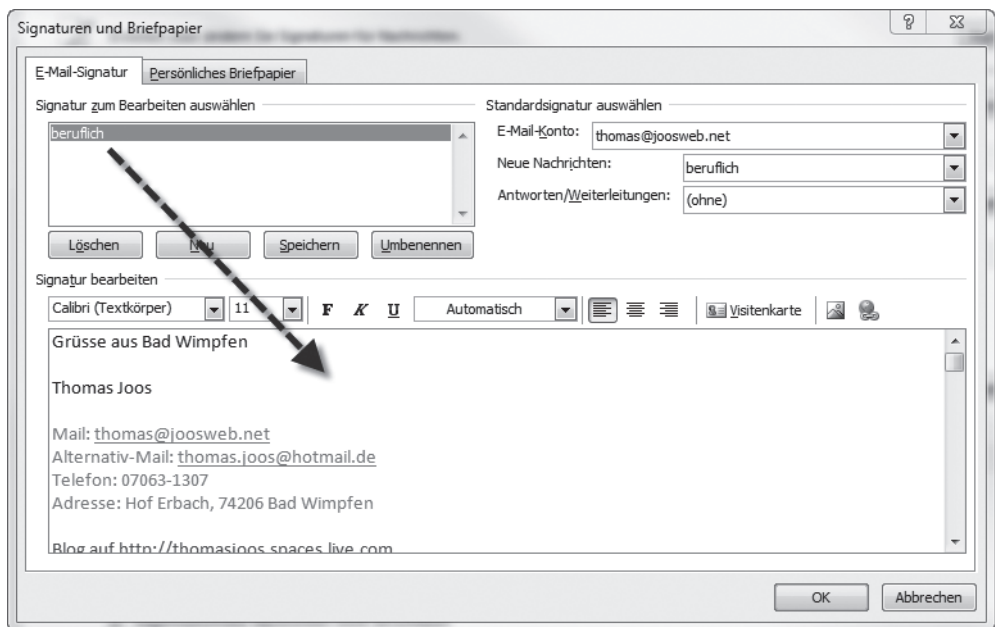 Signaturen und Briefpapier
E-Mail-Signatur Persönliches Briefpapier
Signatur zum Bearbeiten auswählen
beruflich
Löschen Neu Speichern Umbenennen
Standardsignatur auswählen
E-Mail-Konto: thomas@joosweb.net
Neue Nachrichten: beruflich
Antworten/Weiterleitungen: (ohne)
Signatur bearbeiten
Calibri (Textkörper) 11 F K U Automatisch Visitenkarte
Grüsse aus Bad Wimpfen
Thomas Joos
Mail: thomas@joosweb.net
Alternativ-Mail: thomas.joos@hotmail.de
Telefon: 07063-1307
Adresse: Hof Erbach, 74206 Bad Wimpfen
Blog auf http://thomasjoos.spaces.live.com
OK Abbrechen